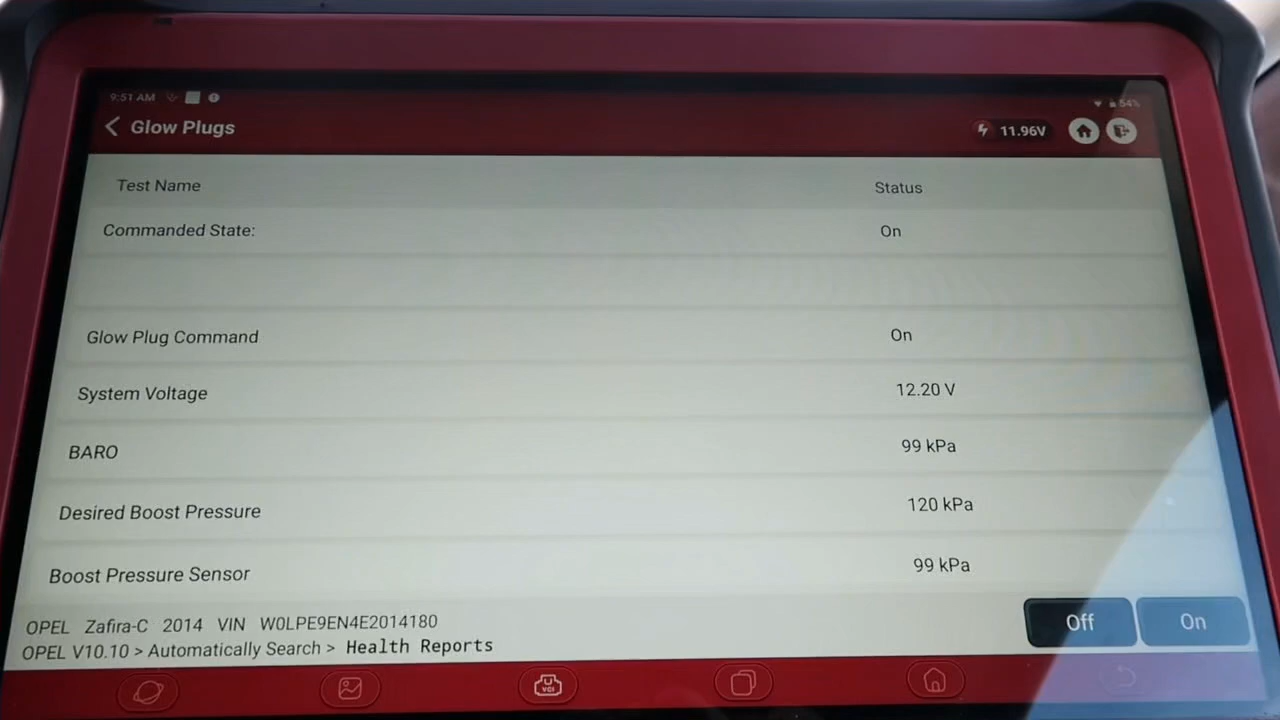 9:51 AM 54%
Glow Plugs 11.96V
Test Name Status
Commanded State: On
Glow Plug Command On
System Voltage 12.20 V
BARO 99 kPa
Desired Boost Pressure 120 kPa
Boost Pressure Sensor 99 kPa
OPEL Zafira-C 2014 VIN W0LPE9EN4E2014180
OPEL V10.10 > Automatically Search > Health Reports
Off On
VCI